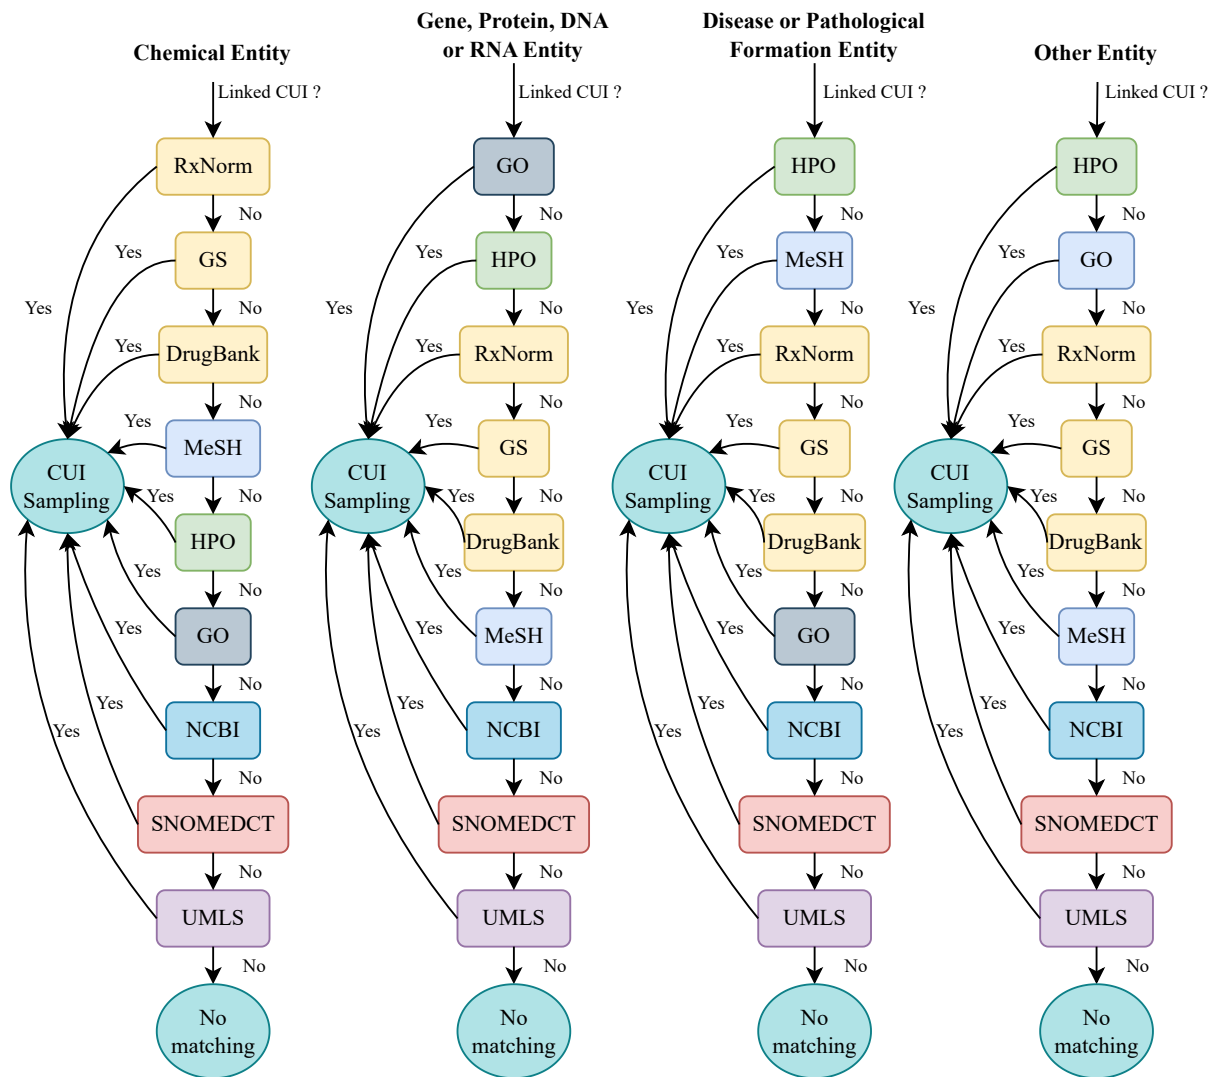 Chemical Entity
Linked CUI ?
RxNorm
No
Yes
GS
No
Yes
Yes
DrugBank
No
Yes
MeSH
No
CUI
Sampling
Yes
HPO
No
Yes
GO
No
Yes
NCBI
No
Yes
Yes
SNOMEDCT
No
UMLS
No
No
matching
Gene, Protein, DNA
or RNA Entity
Linked CUI ?
GO
No
Yes
HPO
No
Yes
Yes
RxNorm
No
Yes
GS
No
CUI
Sampling
Yes
DrugBank
No
Yes
MeSH
No
Yes
NCBI
No
Yes
Yes
SNOMEDCT
No
UMLS
No
No
matching
Disease or Pathological
Formation Entity
Linked CUI ?
HPO
No
Yes
MeSH
No
Yes
Yes
RxNorm
No
Yes
GS
No
CUI
Sampling
Yes
DrugBank
No
Yes
GO
No
Yes
NCBI
No
Yes
Yes
SNOMEDCT
No
UMLS
No
No
matching
Other Entity
Linked CUI ?
HPO
No
Yes
GO
No
Yes
Yes
RxNorm
No
Yes
GS
No
CUI
Sampling
Yes
DrugBank
No
Yes
MeSH
No
Yes
NCBI
No
Yes
Yes
SNOMEDCT
No
UMLS
No
No
matching